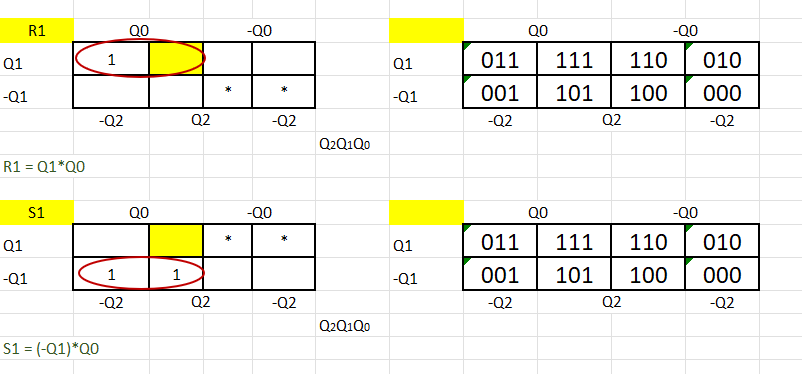 R1 Q0 -Q0 Q0 -Q0
Q1 1 Q1 011 111 110 010
-Q1 * * -Q1 001 101 100 000
-Q2 Q2 -Q2 -Q2 Q2 -Q2
Q₂Q₁Q₀
R1 = Q1*Q0
S1 Q0 -Q0 Q0 -Q0
Q1 * * Q1 011 111 110 010
-Q1 1 1 -Q1 001 101 100 000
-Q2 Q2 -Q2 -Q2 Q2 -Q2
Q₂Q₁Q₀
S1 = (-Q1)*Q0